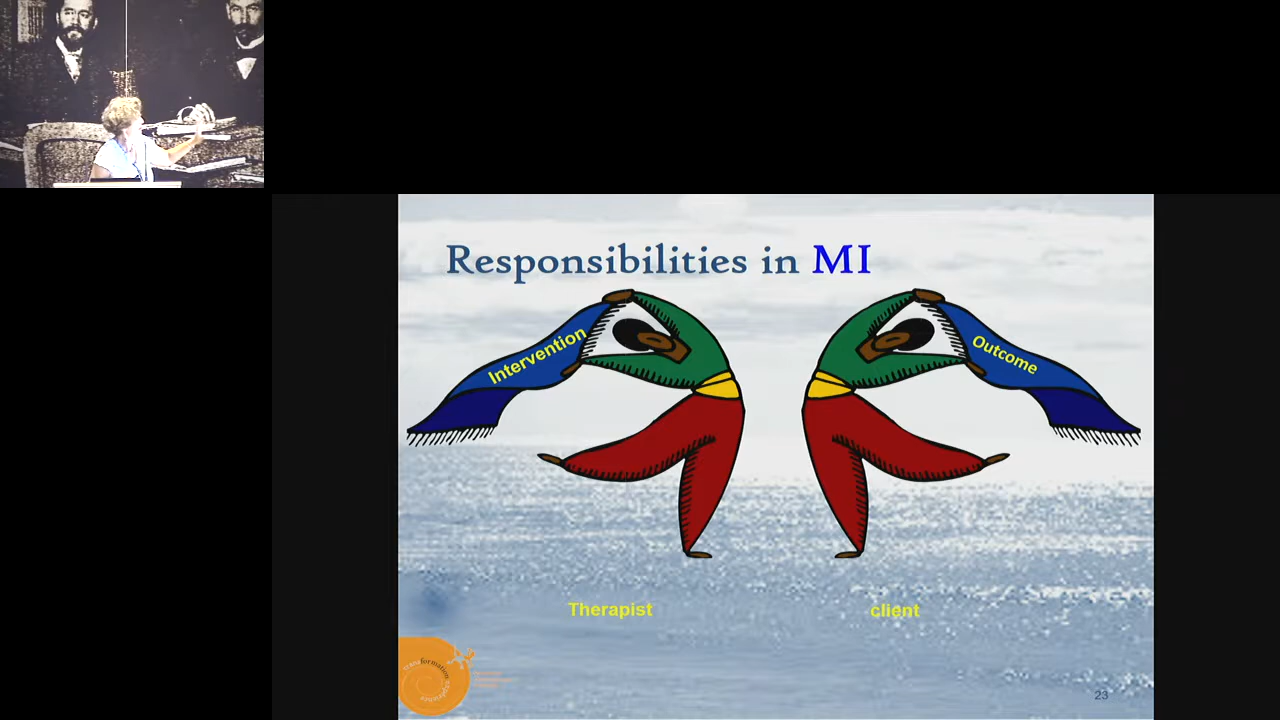 Responsibilities in MI
Intervention
Outcome
Therapist
client
23